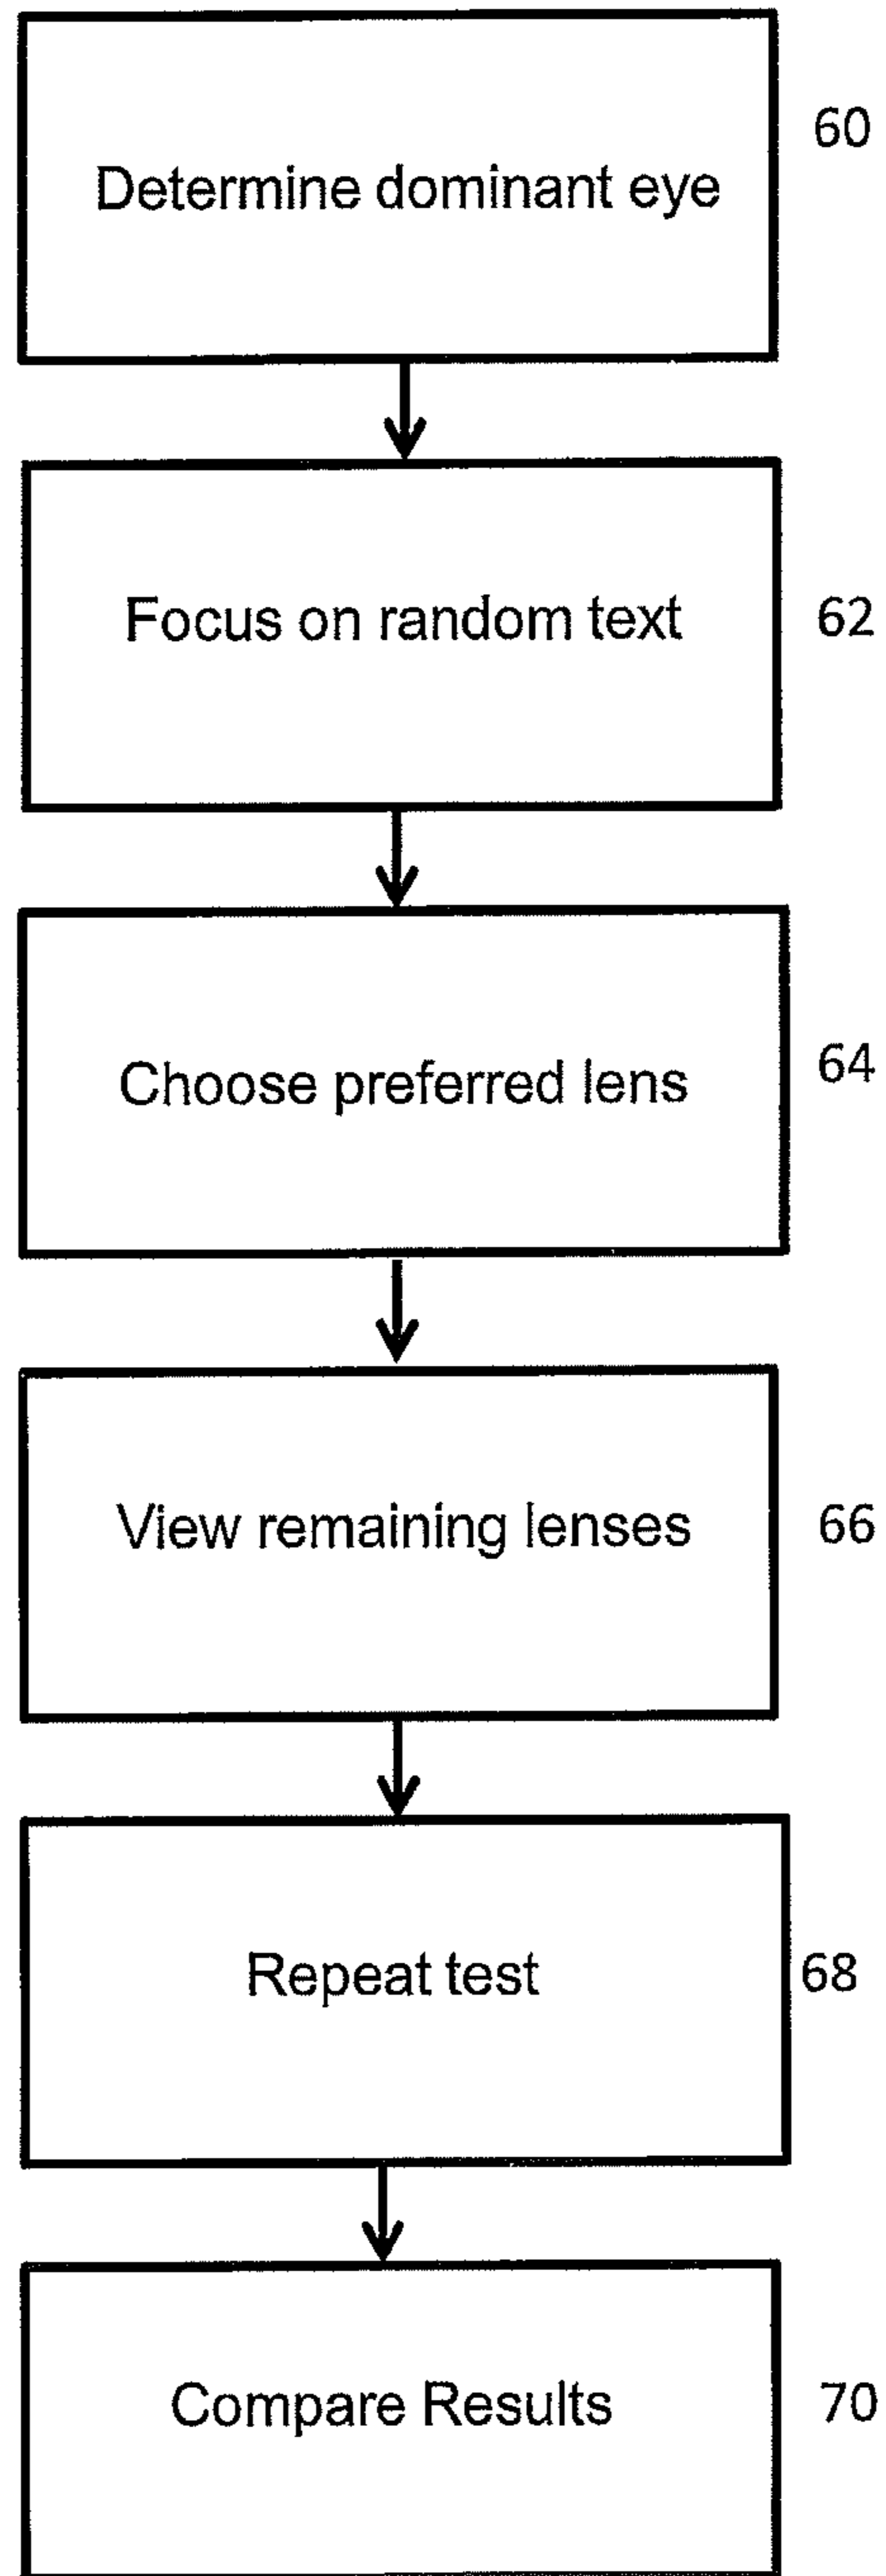 Determine dominant eye
60
Focus on random text
62
Choose preferred lens
64
View remaining lenses
66
Repeat test
68
Compare Results
70